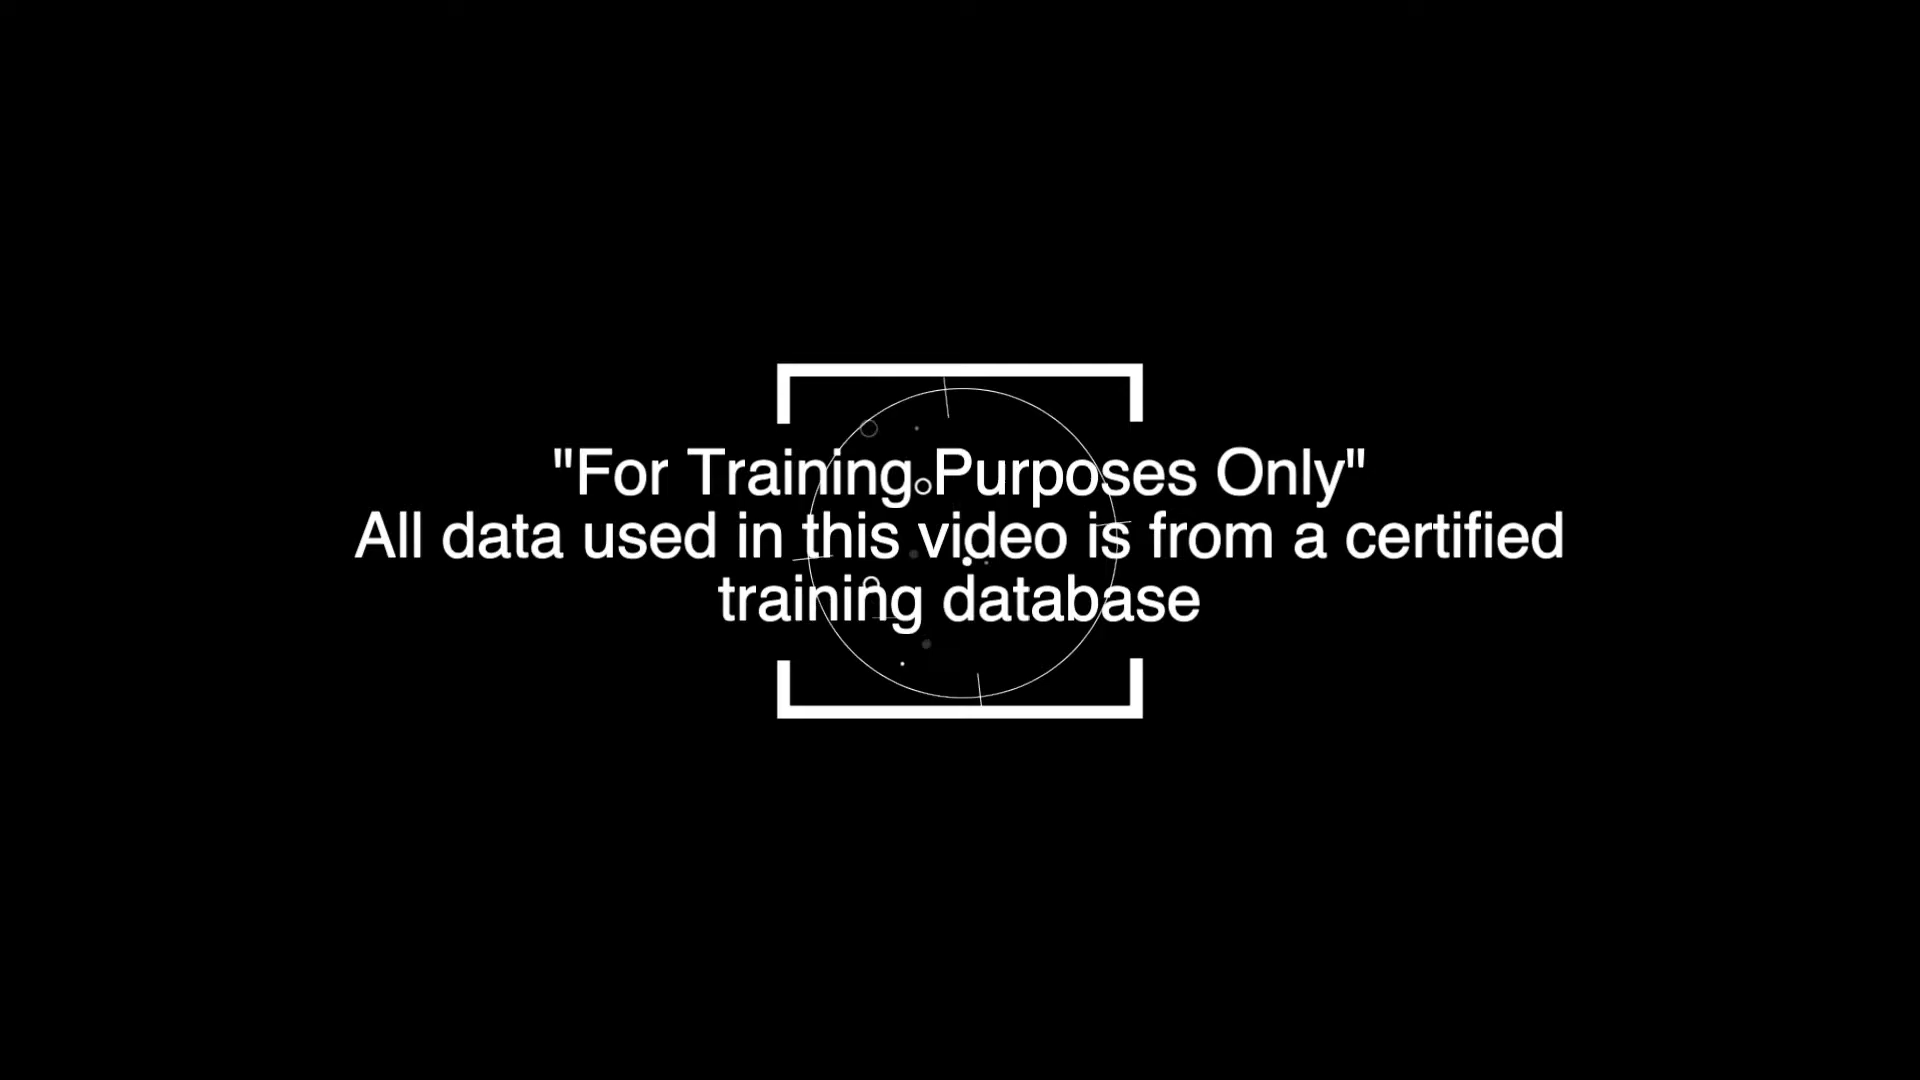 "For Training Purposes Only"
All data used in this video is from a certified
training database